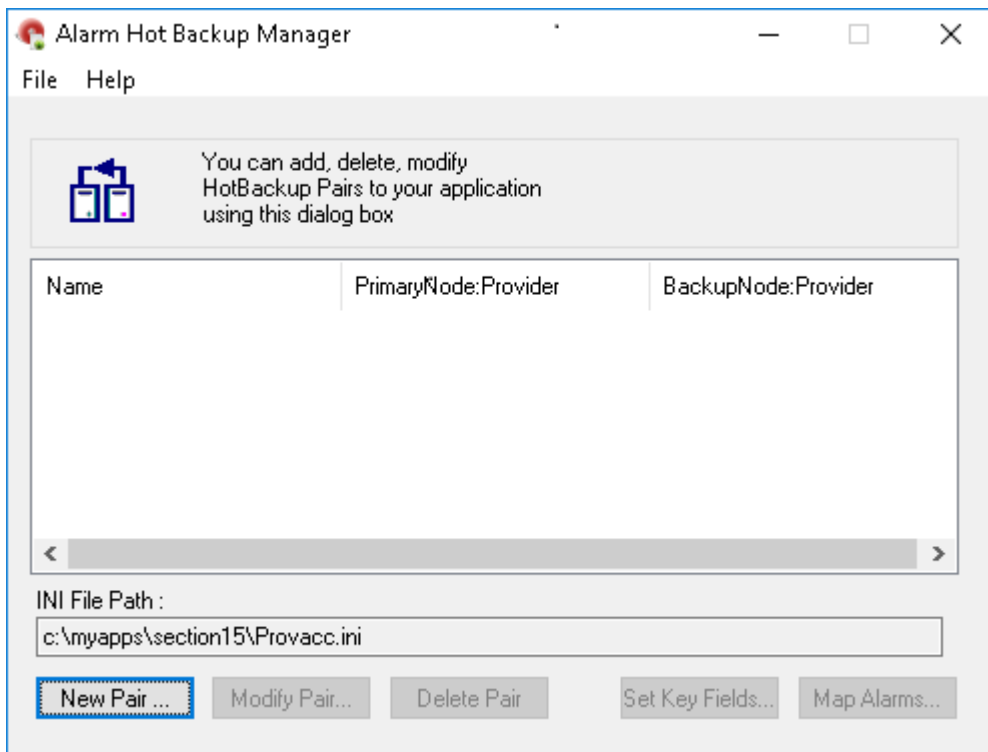 Alarm Hot Backup Manager
File Help
You can add, delete, modify
HotBackup Pairs to your application
using this dialog box
Name PrimaryNode:Provider BackupNode:Provider
INI File Path :
c:\myapps\section15\Provacc.ini
New Pair ... Modify Pair... Delete Pair Set Key Fields... Map Alarms...